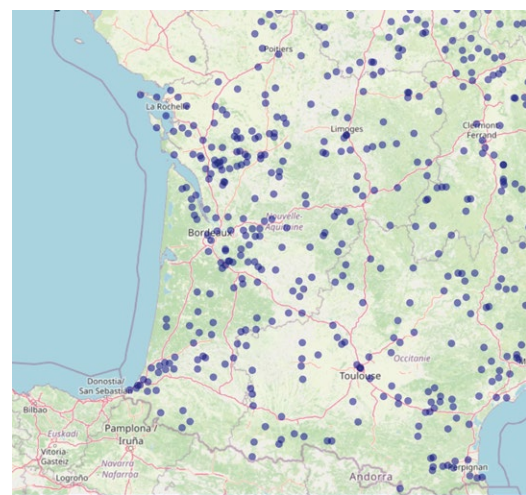 Poitiers
La Rochelle
Limoges
Clermont
Ferrand
Nouvelle
Aquitaine
Bordeaux
Occitanie
Toulouse
Donostia/
San Sebastián
Bilbao
Pamplona /
Iruña
Euskadi
Vitoria
Gasteiz
Navarra
Nafarroa
Logroño
Andorra